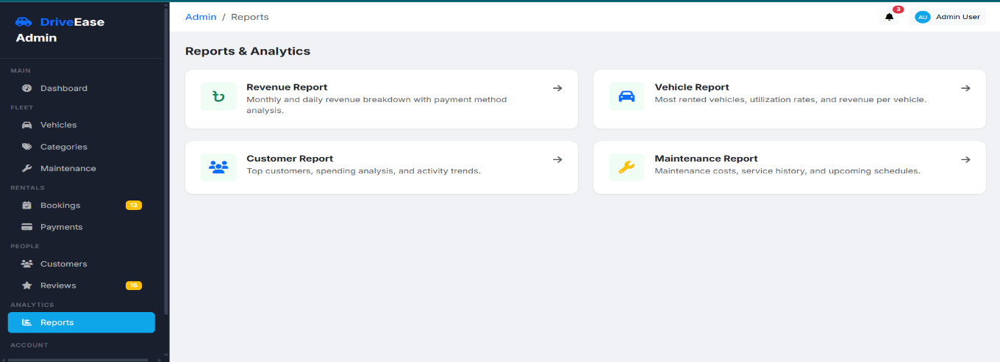 DriveEase
Admin
MAIN
Dashboard
FLEET
Vehicles
Categories
Maintenance
RENTALS
Bookings 13
Payments
PEOPLE
Customers
Reviews 16
ANALYTICS
Reports
ACCOUNT
Admin / Reports
3
AU Admin User
Reports & Analytics
৳
Revenue Report
Monthly and daily revenue breakdown with payment method
analysis.
Vehicle Report
Most rented vehicles, utilization rates, and revenue per vehicle.
Customer Report
Top customers, spending analysis, and activity trends.
Maintenance Report
Maintenance costs, service history, and upcoming schedules.